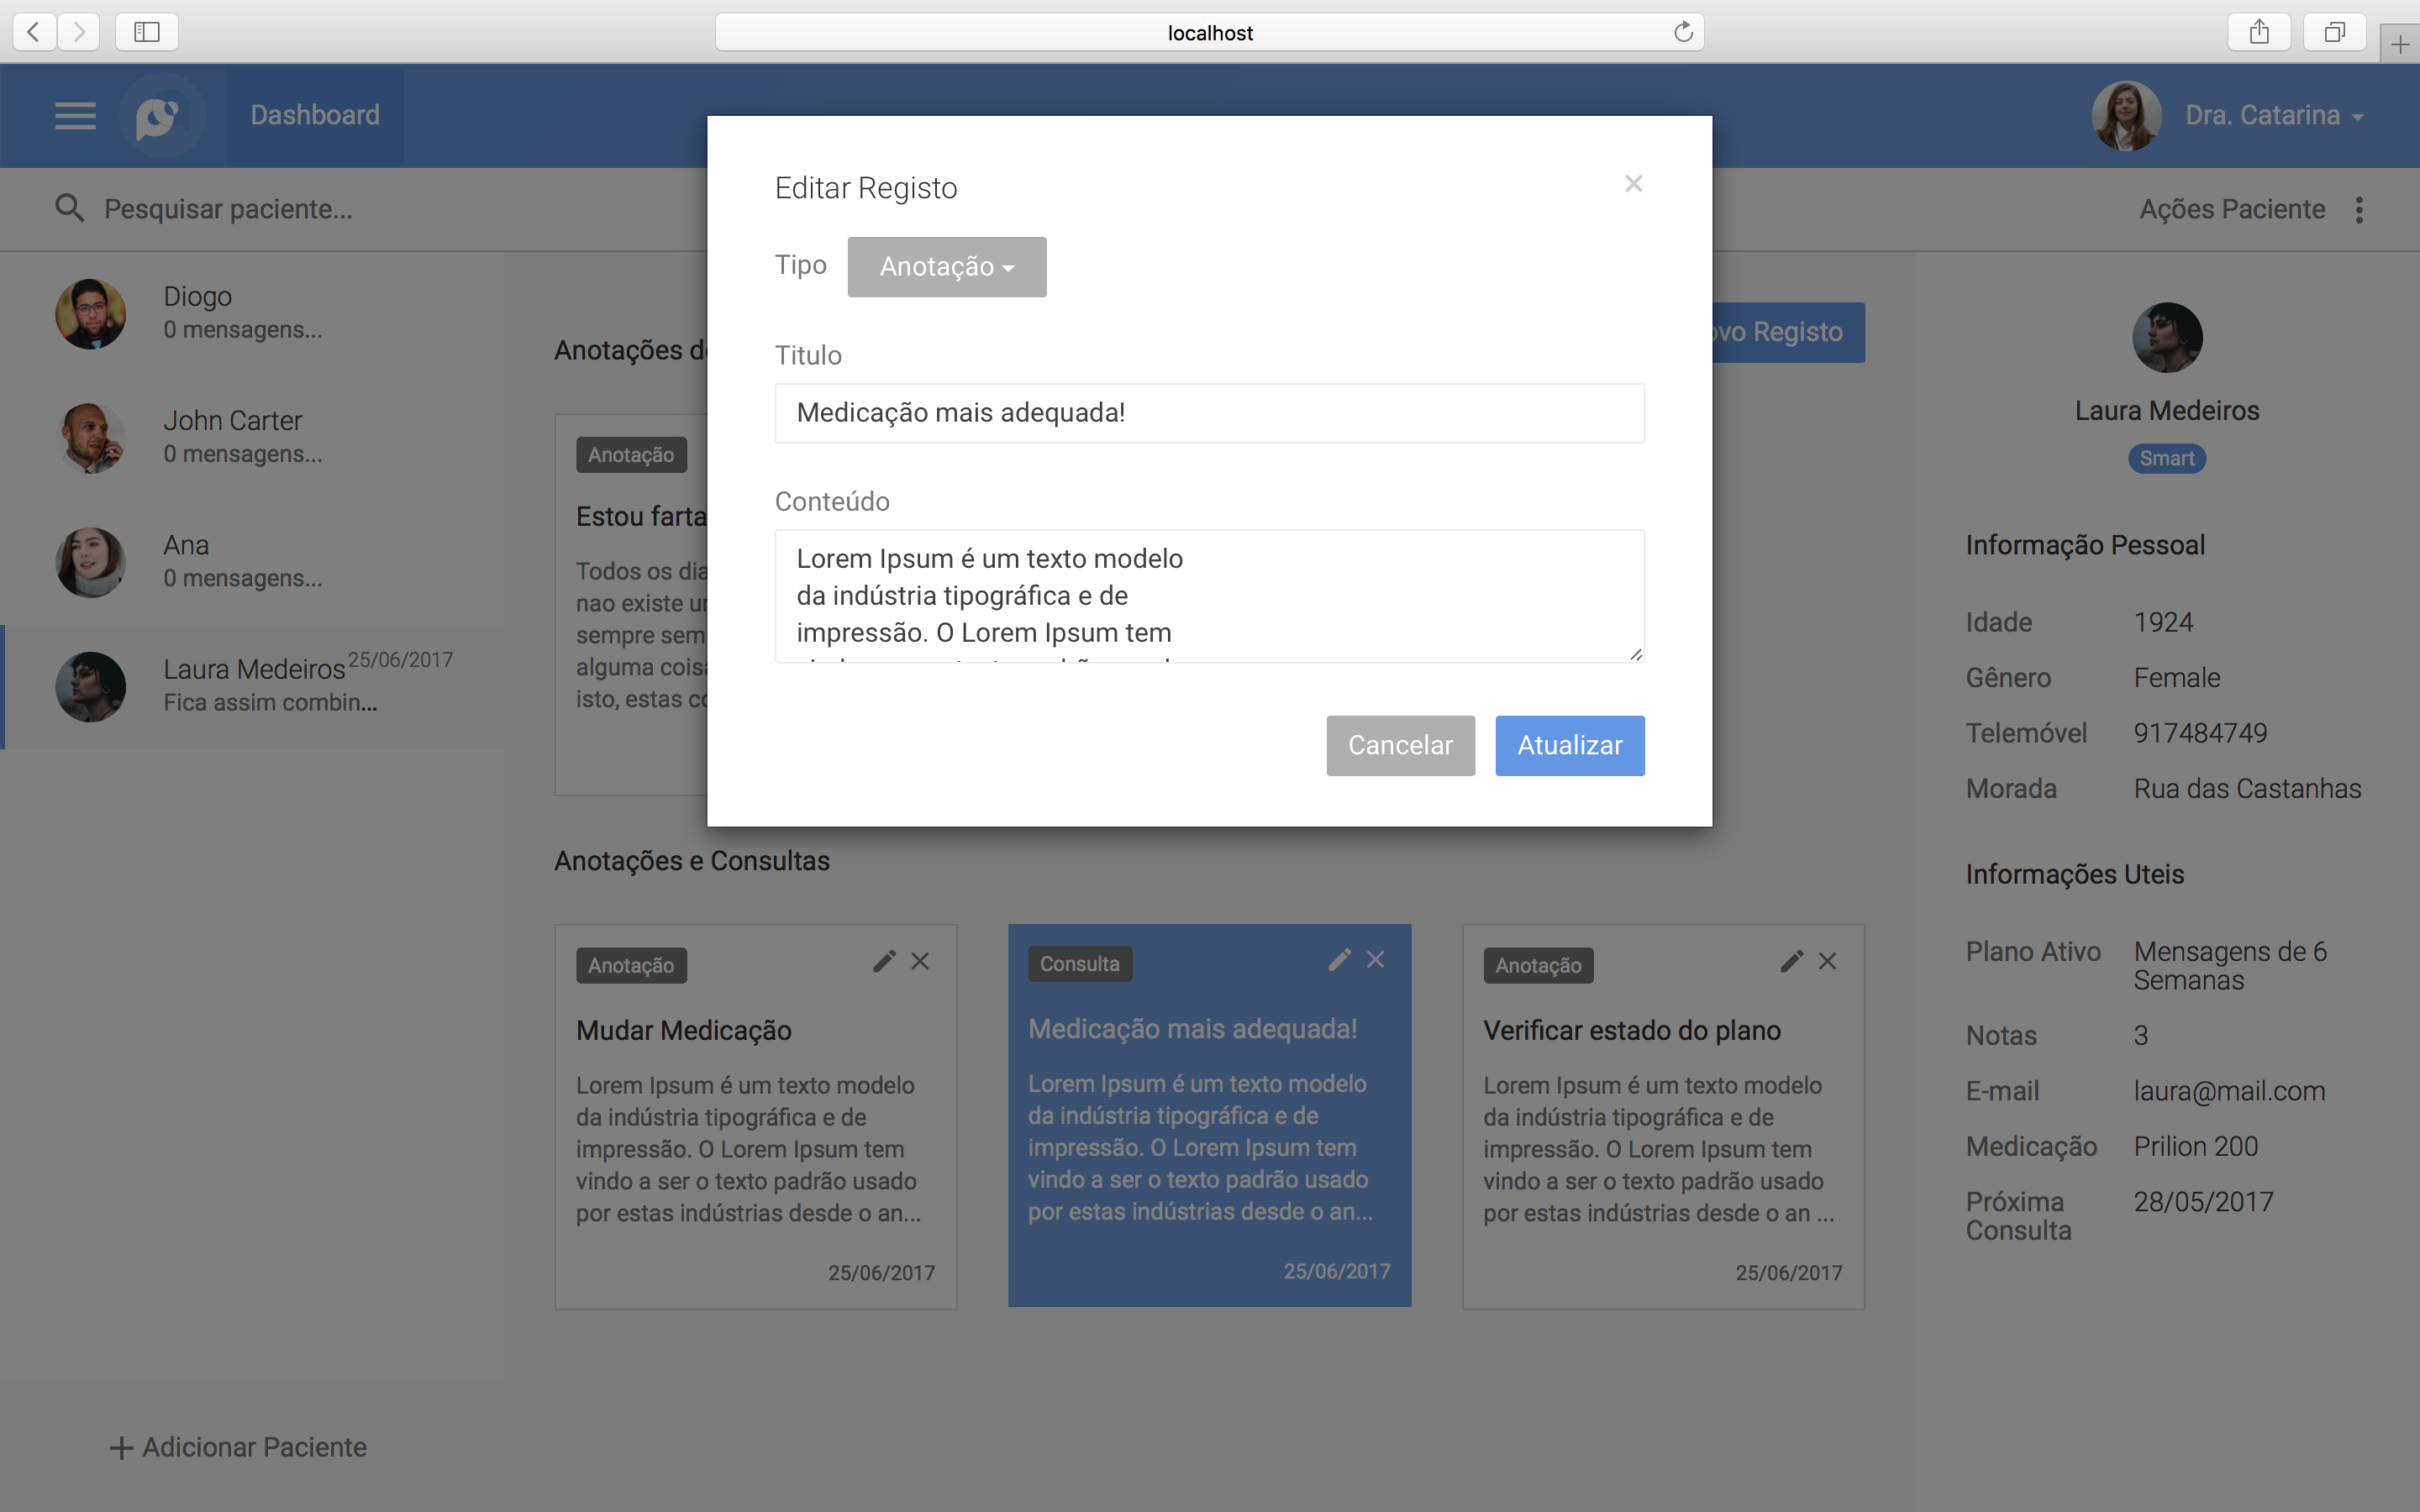 localhost
Dashboard
Dra. Catarina
Pesquisar paciente...
Ações Paciente
Diogo
0 mensagens...
John Carter
0 mensagens...
Ana
0 mensagens...
Laura Medeiros 25/06/2017
Fica assim combin...
Adicionar Paciente
Editar Registo
Tipo Anotação
Titulo
Medicação mais adequada!
Conteúdo
Lorem Ipsum é um texto modelo
da indústria tipográfica e de
impressão. O Lorem Ipsum tem
Cancelar Atualizar
Anotações
Registo
Anotação
Estou farta
Todos os
nao existe
sempre
alguma
isto, estas
Anotações e Consultas
Anotação
Mudar Medicação
Lorem Ipsum é um texto modelo
da indústria tipográfica e de
impressão. O Lorem Ipsum tem
vindo a ser o texto padrão usado
por estas indústrias desde o an...
25/06/2017
Consulta
Medicação mais adequada!
Lorem Ipsum é um texto modelo
da indústria tipográfica e de
impressão. O Lorem Ipsum tem
vindo a ser o texto padrão usado
por estas indústrias desde o an...
25/06/2017
Anotação
Verificar estado do plano
Lorem Ipsum é um texto modelo
da indústria tipográfica e de
impressão. O Lorem Ipsum tem
vindo a ser o texto padrão usado
por estas indústrias desde o an ...
25/06/2017
Laura Medeiros
Smart
Informação Pessoal
Idade 1924
Gênero Female
Telemóvel 917484749
Morada Rua das Castanhas
Informações Uteis
Plano Ativo Mensagens de 6
Semanas
Notas 3
E-mail laura@mail.com
Medicação Prilion 200
Próxima 28/05/2017
Consulta